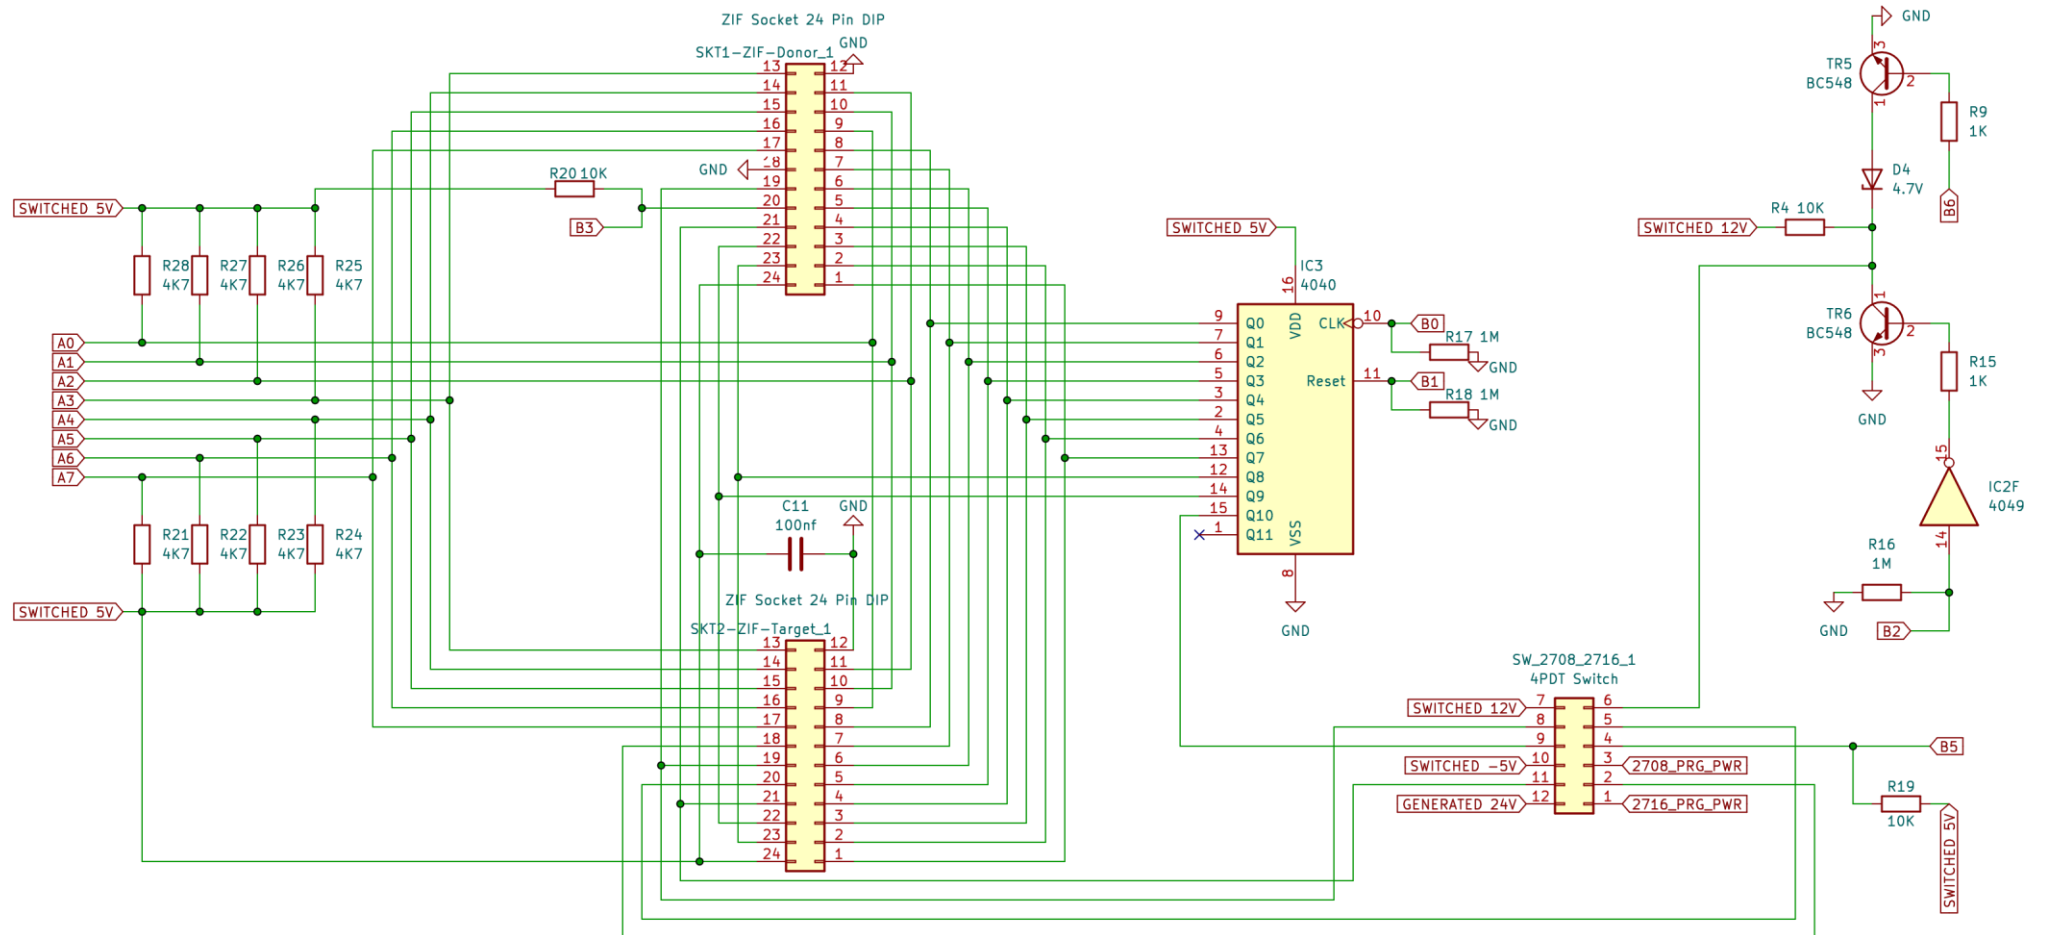 ZIF Socket 24 Pin DIP
GND
SKT1-ZIF-Donor_1
13 12
14 11
15 10
16 9
17 8
GND 18 7
19 6
20 5
21 4
22 3
23 2
24 1
R20 10K
B3
SWITCHED 5V
R28 R27 R26 R25
4K7 4K7 4K7 4K7
A0
A1
A2
A3
A4
A5
A6
A7
R21 R22 R23 R24
4K7 4K7 4K7 4K7
SWITCHED 5V
C11
100nf
GND
ZIF Socket 24 Pin DIP
SKT2-ZIF-Target_1
13 12
14 11
15 10
16 9
17 8
18 7
19 6
20 5
21 4
22 3
23 2
24 1
SWITCHED 5V
IC3
4040
16
VDD
9 Q0 CLK 10 B0
7 Q1
R17 1M
GND
6 Q2
5 Q3 Reset 11 B1
3 Q4
R18 1M
GND
2 Q5
4 Q6
13 Q7
12 Q8
14 Q9
15 Q10
1 Q11
VSS
8
GND
GND
3
TR5
BC548
2
1
R9
1K
B6
D4
4.7V
SWITCHED 12V
R4 10K
1
TR6
BC548
2
3
GND
R15
1K
15
IC2F
4049
14
R16
1M
GND
B2
SW_2708_2716_1
4PDT Switch
SWITCHED 12V 7 6
8 5
9 4 B5
SWITCHED -5V 10 3 2708_PRG_PWR
11 2
GENERATED 24V 12 1 2716_PRG_PWR
R19
10K
SWITCHED 5V